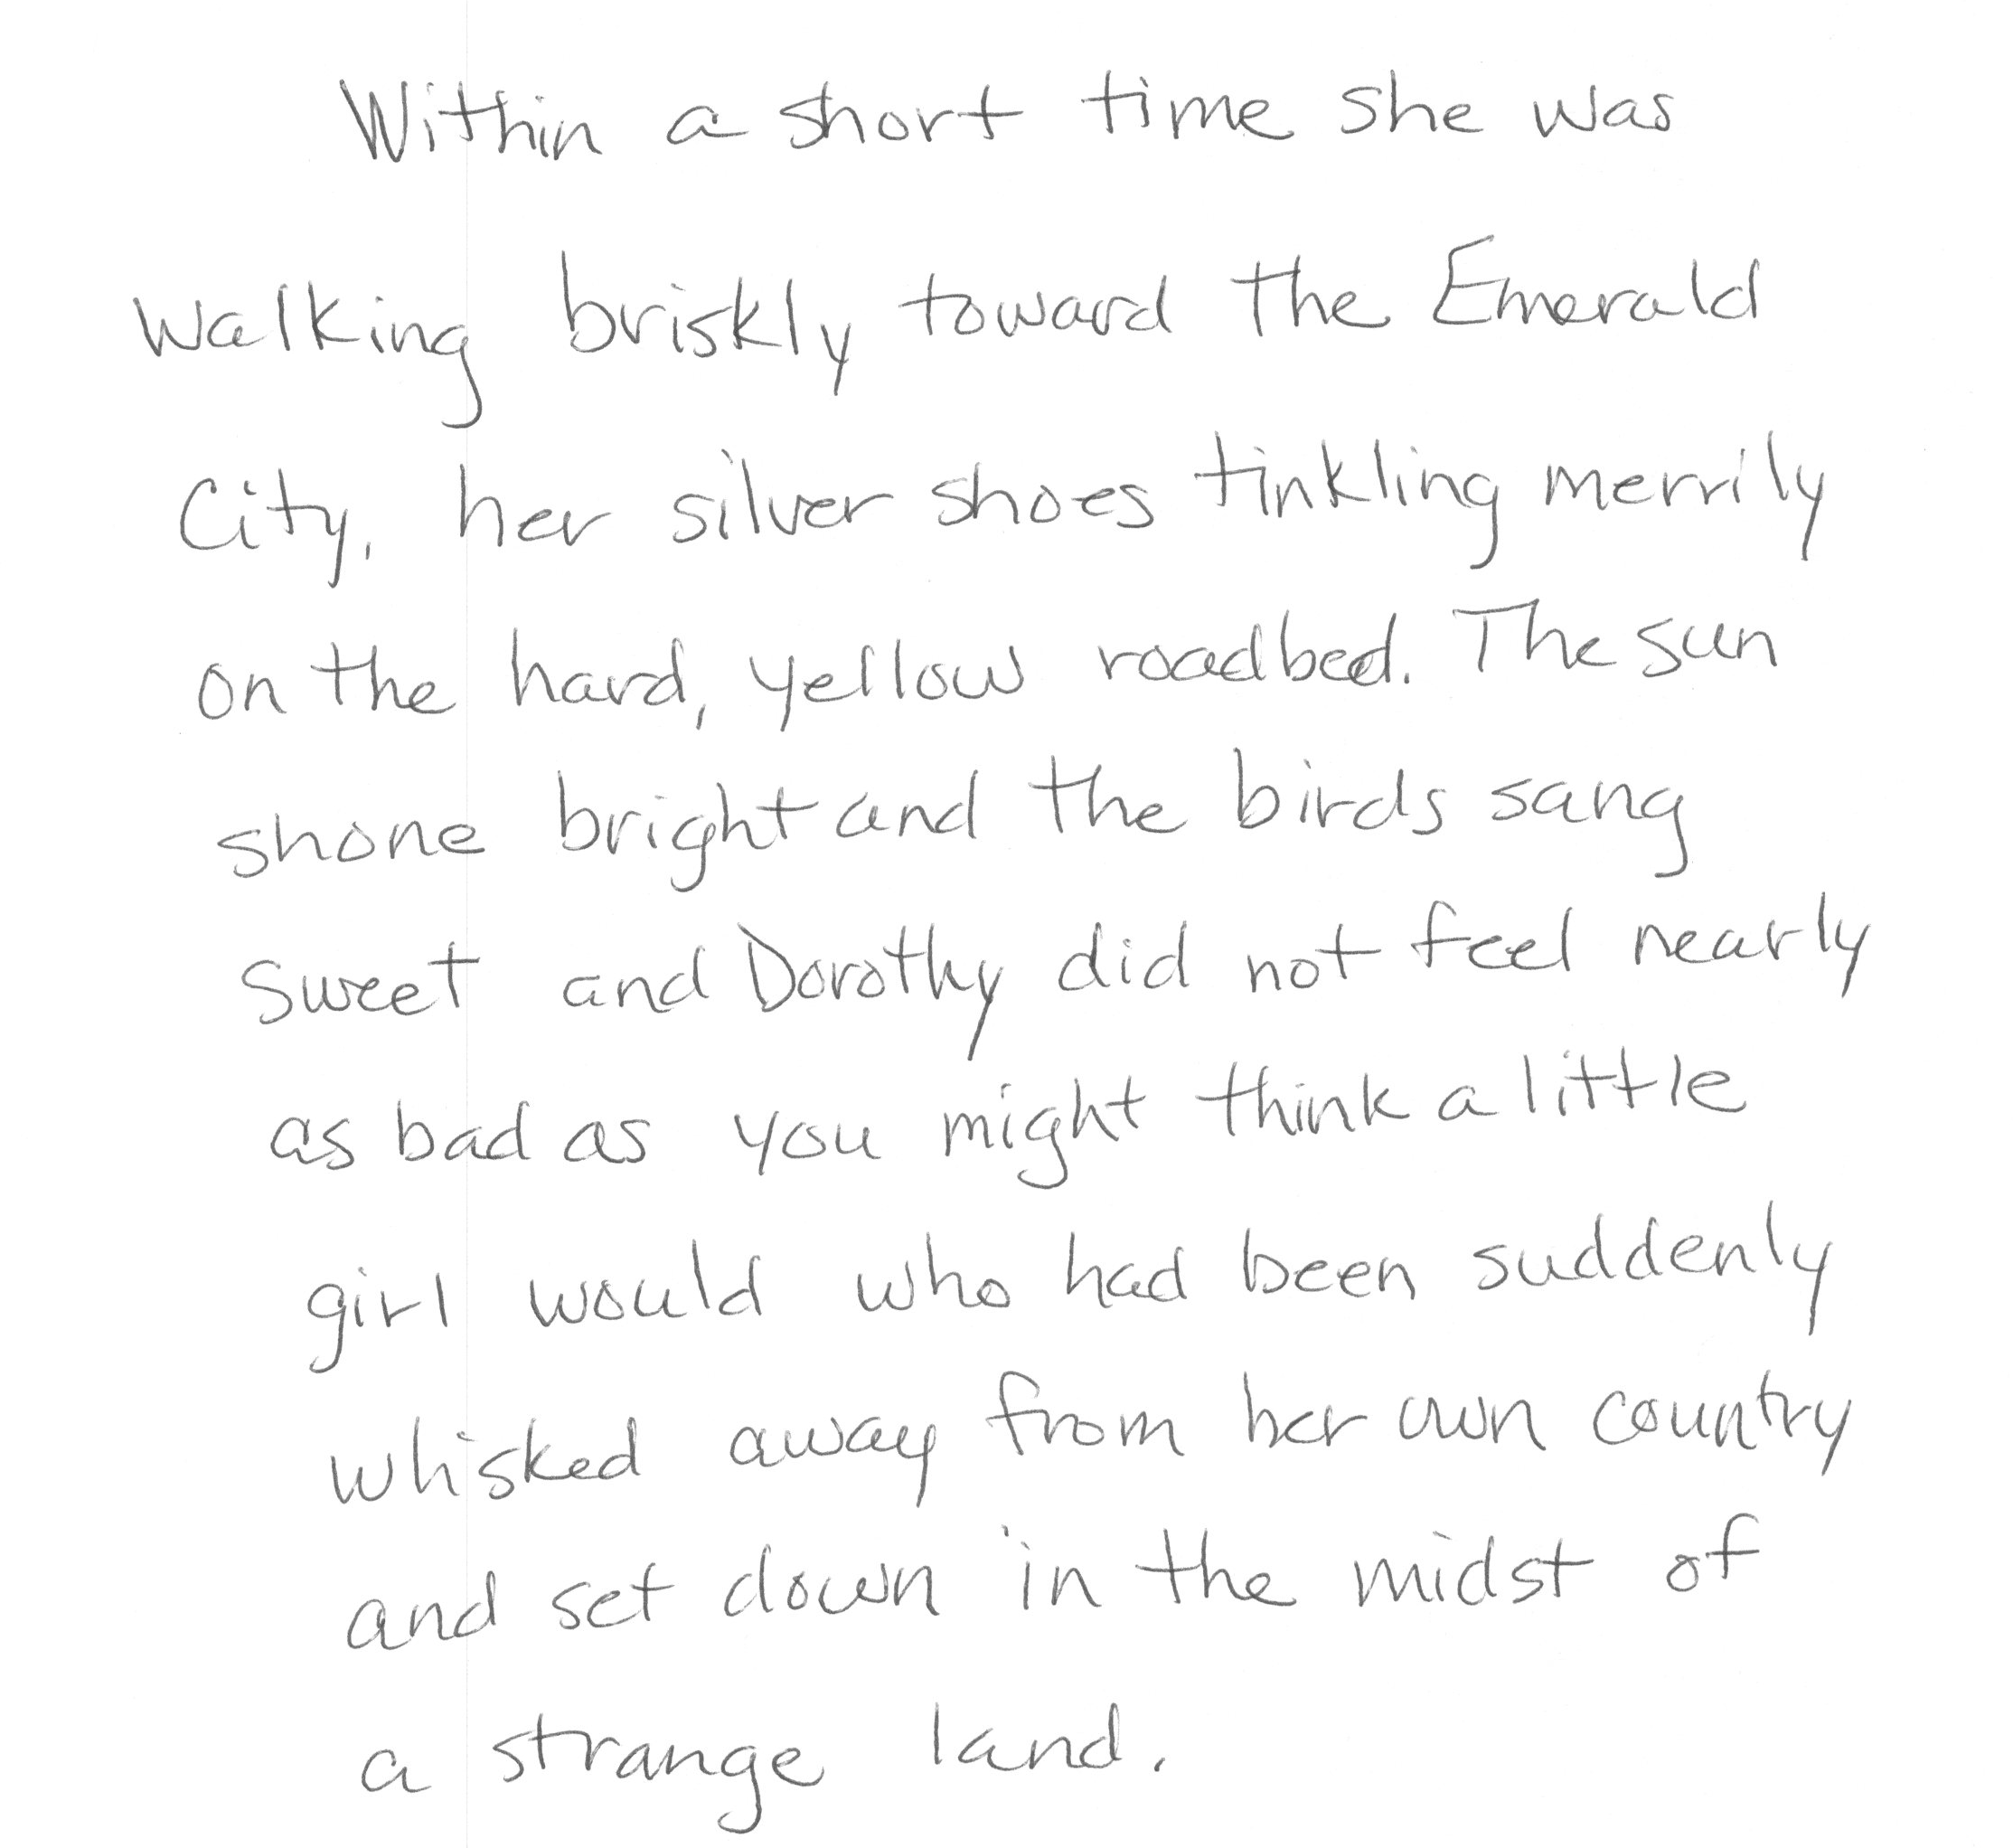 Within a short time she was
walking briskly toward the Emerald
City, her silver shoes tinkling merrily
on the hard, yellow roadbed. The sun
shone bright and the birds sang
sweet and Dorothy did not feel nearly
as bad as you might think a little
girl would who had been suddenly
whisked away from her own country
and set down in the midst of
a strange land.